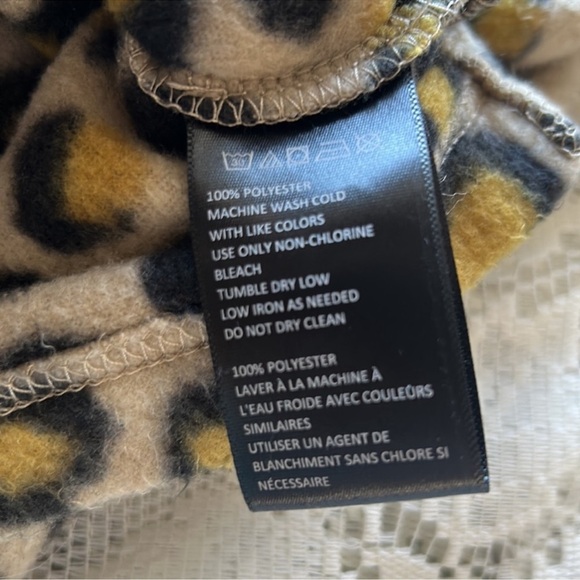 30
100% POLYESTER
MACHINE WASH COLD
WITH LIKE COLORS
USE ONLY NON-CHLORINE
BLEACH
TUMBLE DRY LOW
LOW IRON AS NEEDED
DO NOT DRY CLEAN
100% POLYESTER
LAVER À LA MACHINE À
L'EAU FROIDE AVEC COULEÚRS
SIMILAIRES
UTILISER UN AGENT DE
BLANCHIMENT SANS CHLORE SI
NÉCESSAIRE